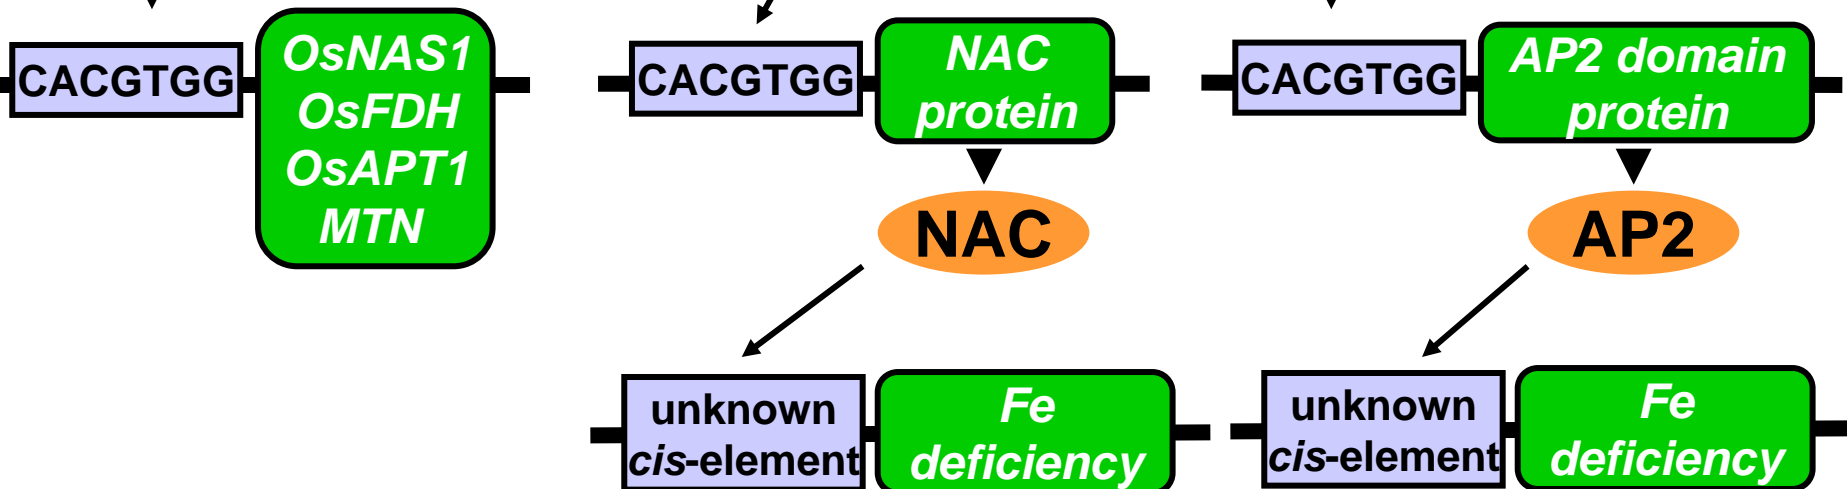 CACGTGG
OsNAS1
OsFDH
OsAPT1
MTN
CACGTGG
NAC
protein
NAC
unknown
cis-element
Fe
deficiency
CACGTGG
AP2 domain
protein
AP2
unknown
cis-element
Fe
deficiency